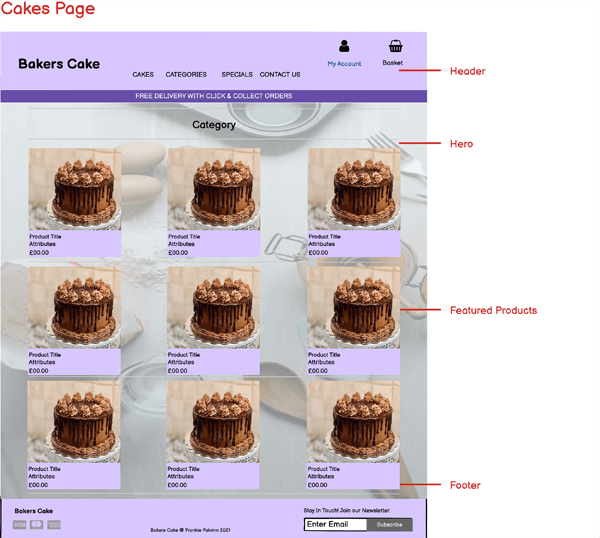 Cakes Page
My Account
Basket
Bakers Cake
CAKES CATEGORIES SPECIALS CONTACT US
Header
FREE DELIVERY WITH CLICK & COLLECT ORDERS
Category
Hero
Product Title Product Title Product Title
Attributes Attributes Attributes
£00.00 £00.00 £00.00
Featured Products
Product Title Product Title Product Title
Attributes Attributes Attributes
£00.00 £00.00 £00.00
Product Title Product Title Product Title
Attributes Attributes Attributes
£00.00 £00.00 £00.00
Footer
Bakers Cake
VISA
Bakers Cake @ Frankie Palomo 2021
Stay In Touch! Join our Newsletter.
Enter Email Subscribe